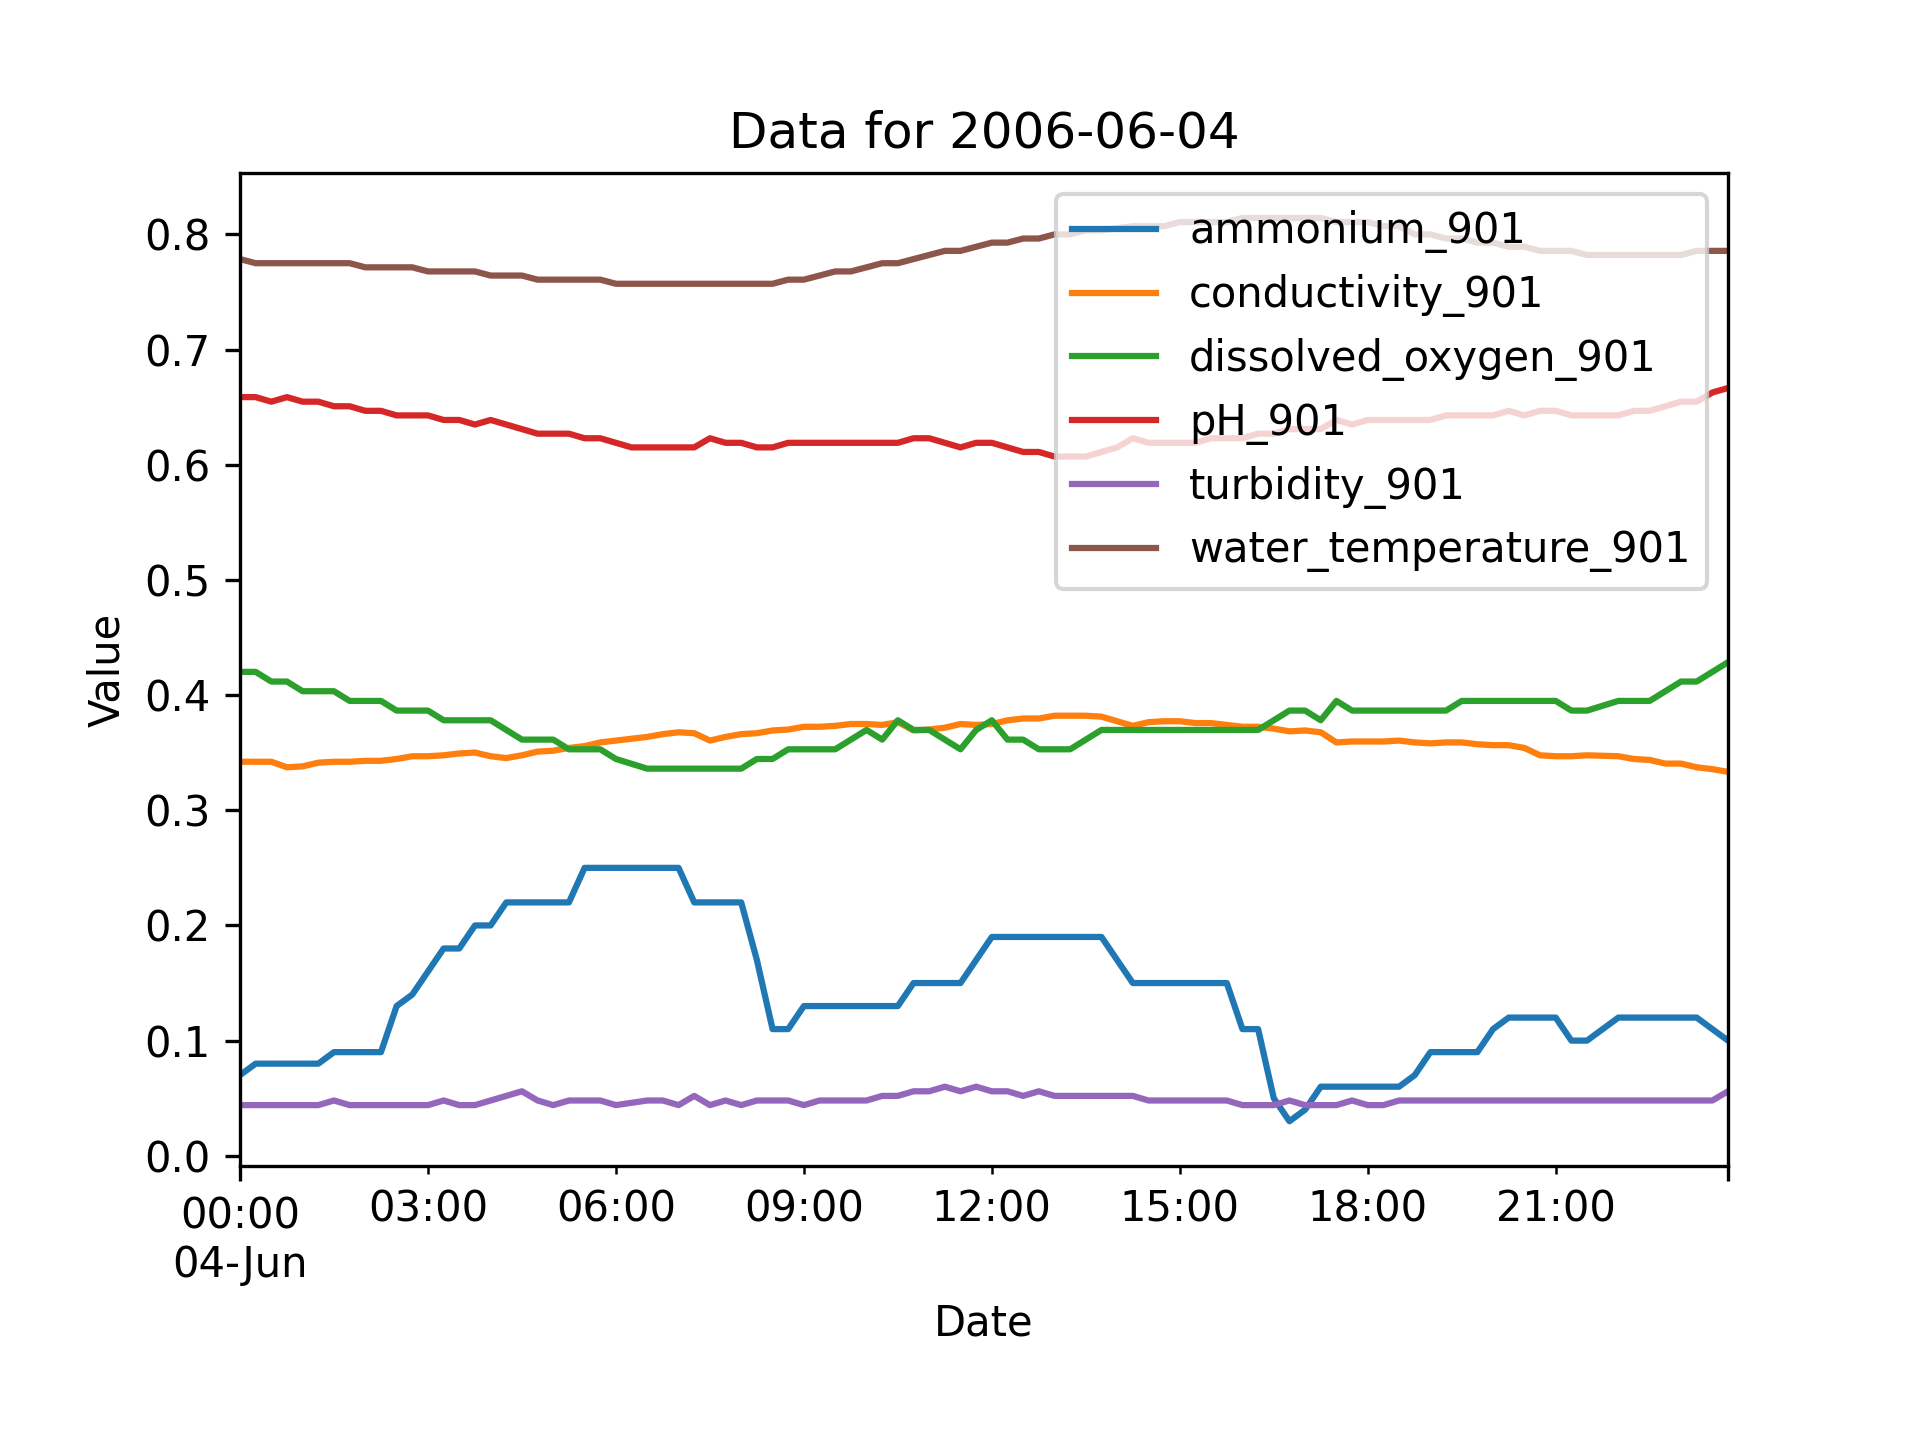 Data for 2006-06-04
ammonium_901
conductivity_901
dissolved_oxygen_901
pH_901
turbidity_901
water_temperature_901
Value
0.8
0.7
0.6
0.5
0.4
0.3
0.2
0.1
0.0
00:00 03:00 06:00 09:00 12:00 15:00 18:00 21:00
04-Jun
Date